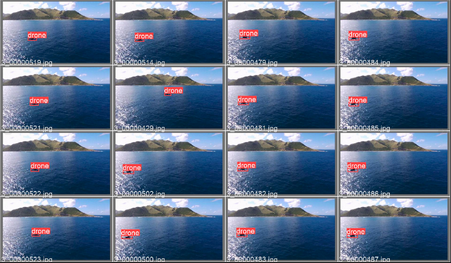 drone
drone
drone
drone
00000519.jpg
00000514.jpg
00000479.jpg
00000484.jpg
drone
drone
drone
drone
00000521.jpg
00000429.jpg
00000481.jpg
00000485.jpg
drone
drone
drone
drone
00000522.jpg
00000502.jpg
00000482.jpg
00000486.jpg
drone
drone
drone
drone
00000523.jpg
00000500.jpg
00000483.jpg
00000487.jpg